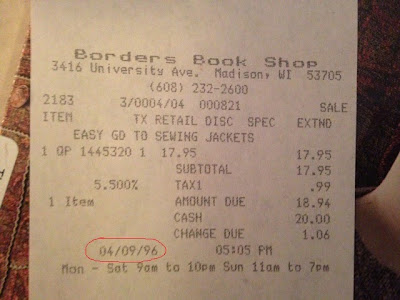 Borders Book Shop
3416 University Ave. Madison, WI 53705
(608) 232-2600
2183 3/0004/04 000821 SALE
ITEM TX RETAIL DISC SPEC EXTND
EASY GD TO SEWING JACKETS
1 QP 1445320 1 17.95 17.95
SUBTOTAL 17.95
5.500% TAX1 .99
1 Item AMOUNT DUE 18.94
CASH 20.00
CHANGE DUE 1.06
04/09/96 05:05 PM
Mon - Sat 9am to 10pm Sun 11am to 7pm